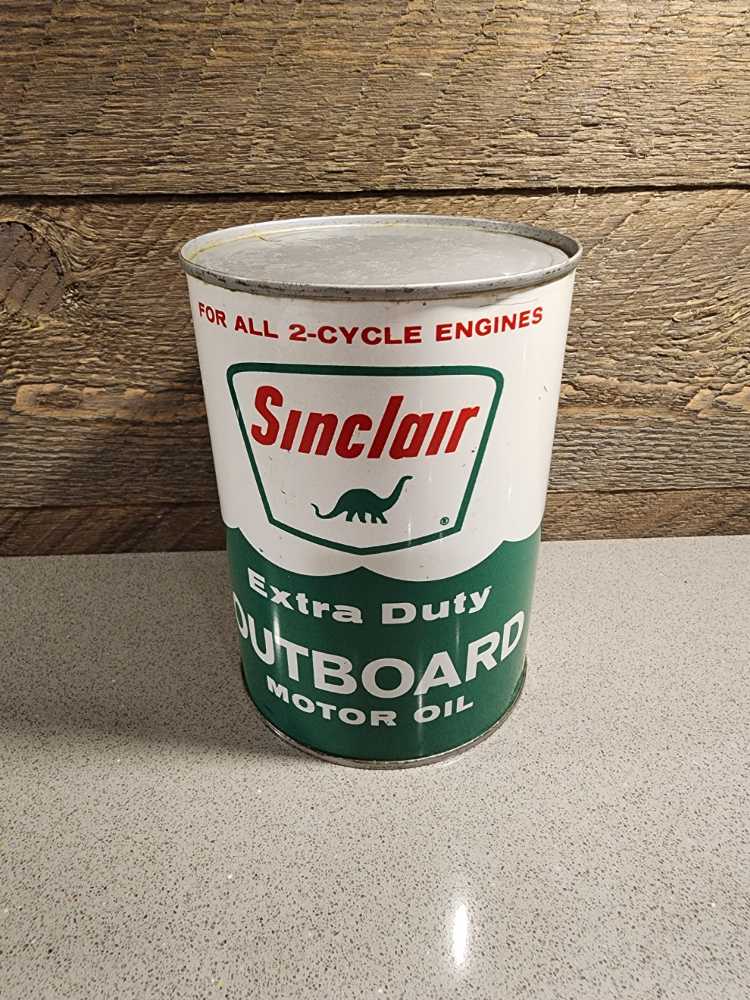 FOR ALL 2-CYCLE ENGINES
Sinclair
®
Extra Duty
OUTBOARD
MOTOR OIL